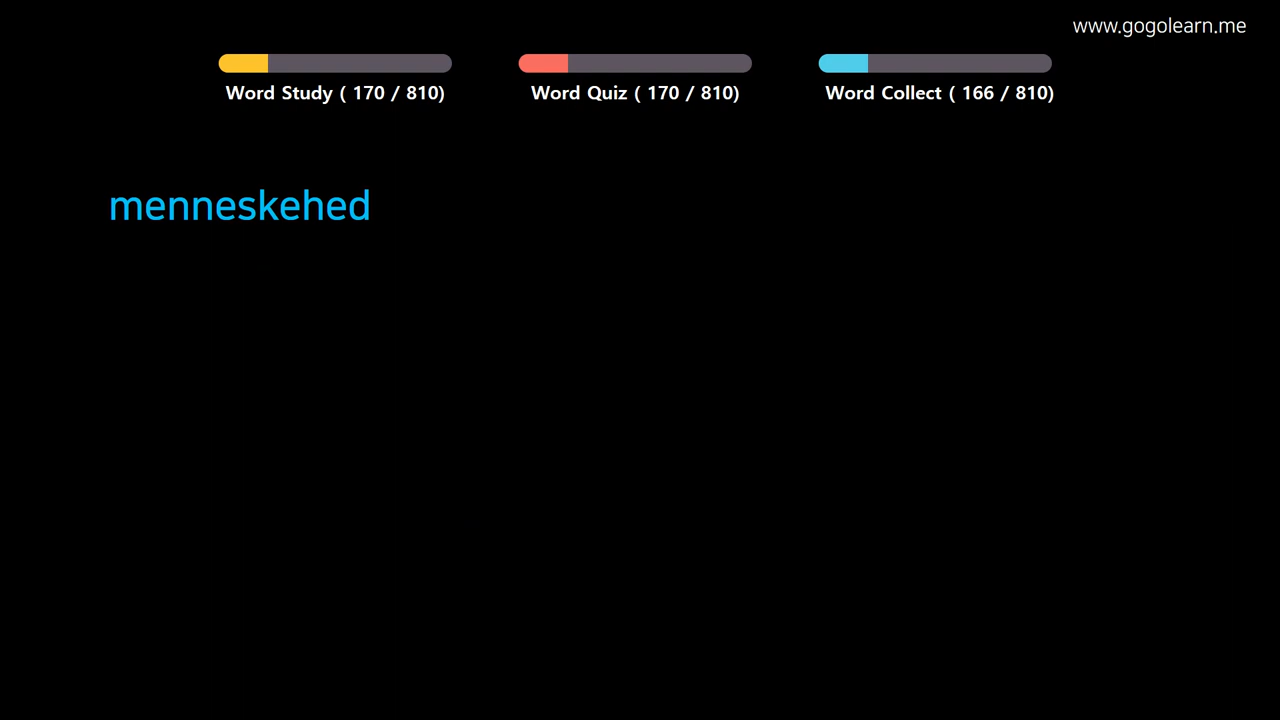 www.gogolearn.me
Word Study ( 170 / 810)
Word Quiz ( 170 / 810)
Word Collect ( 166 / 810)
menneskehed